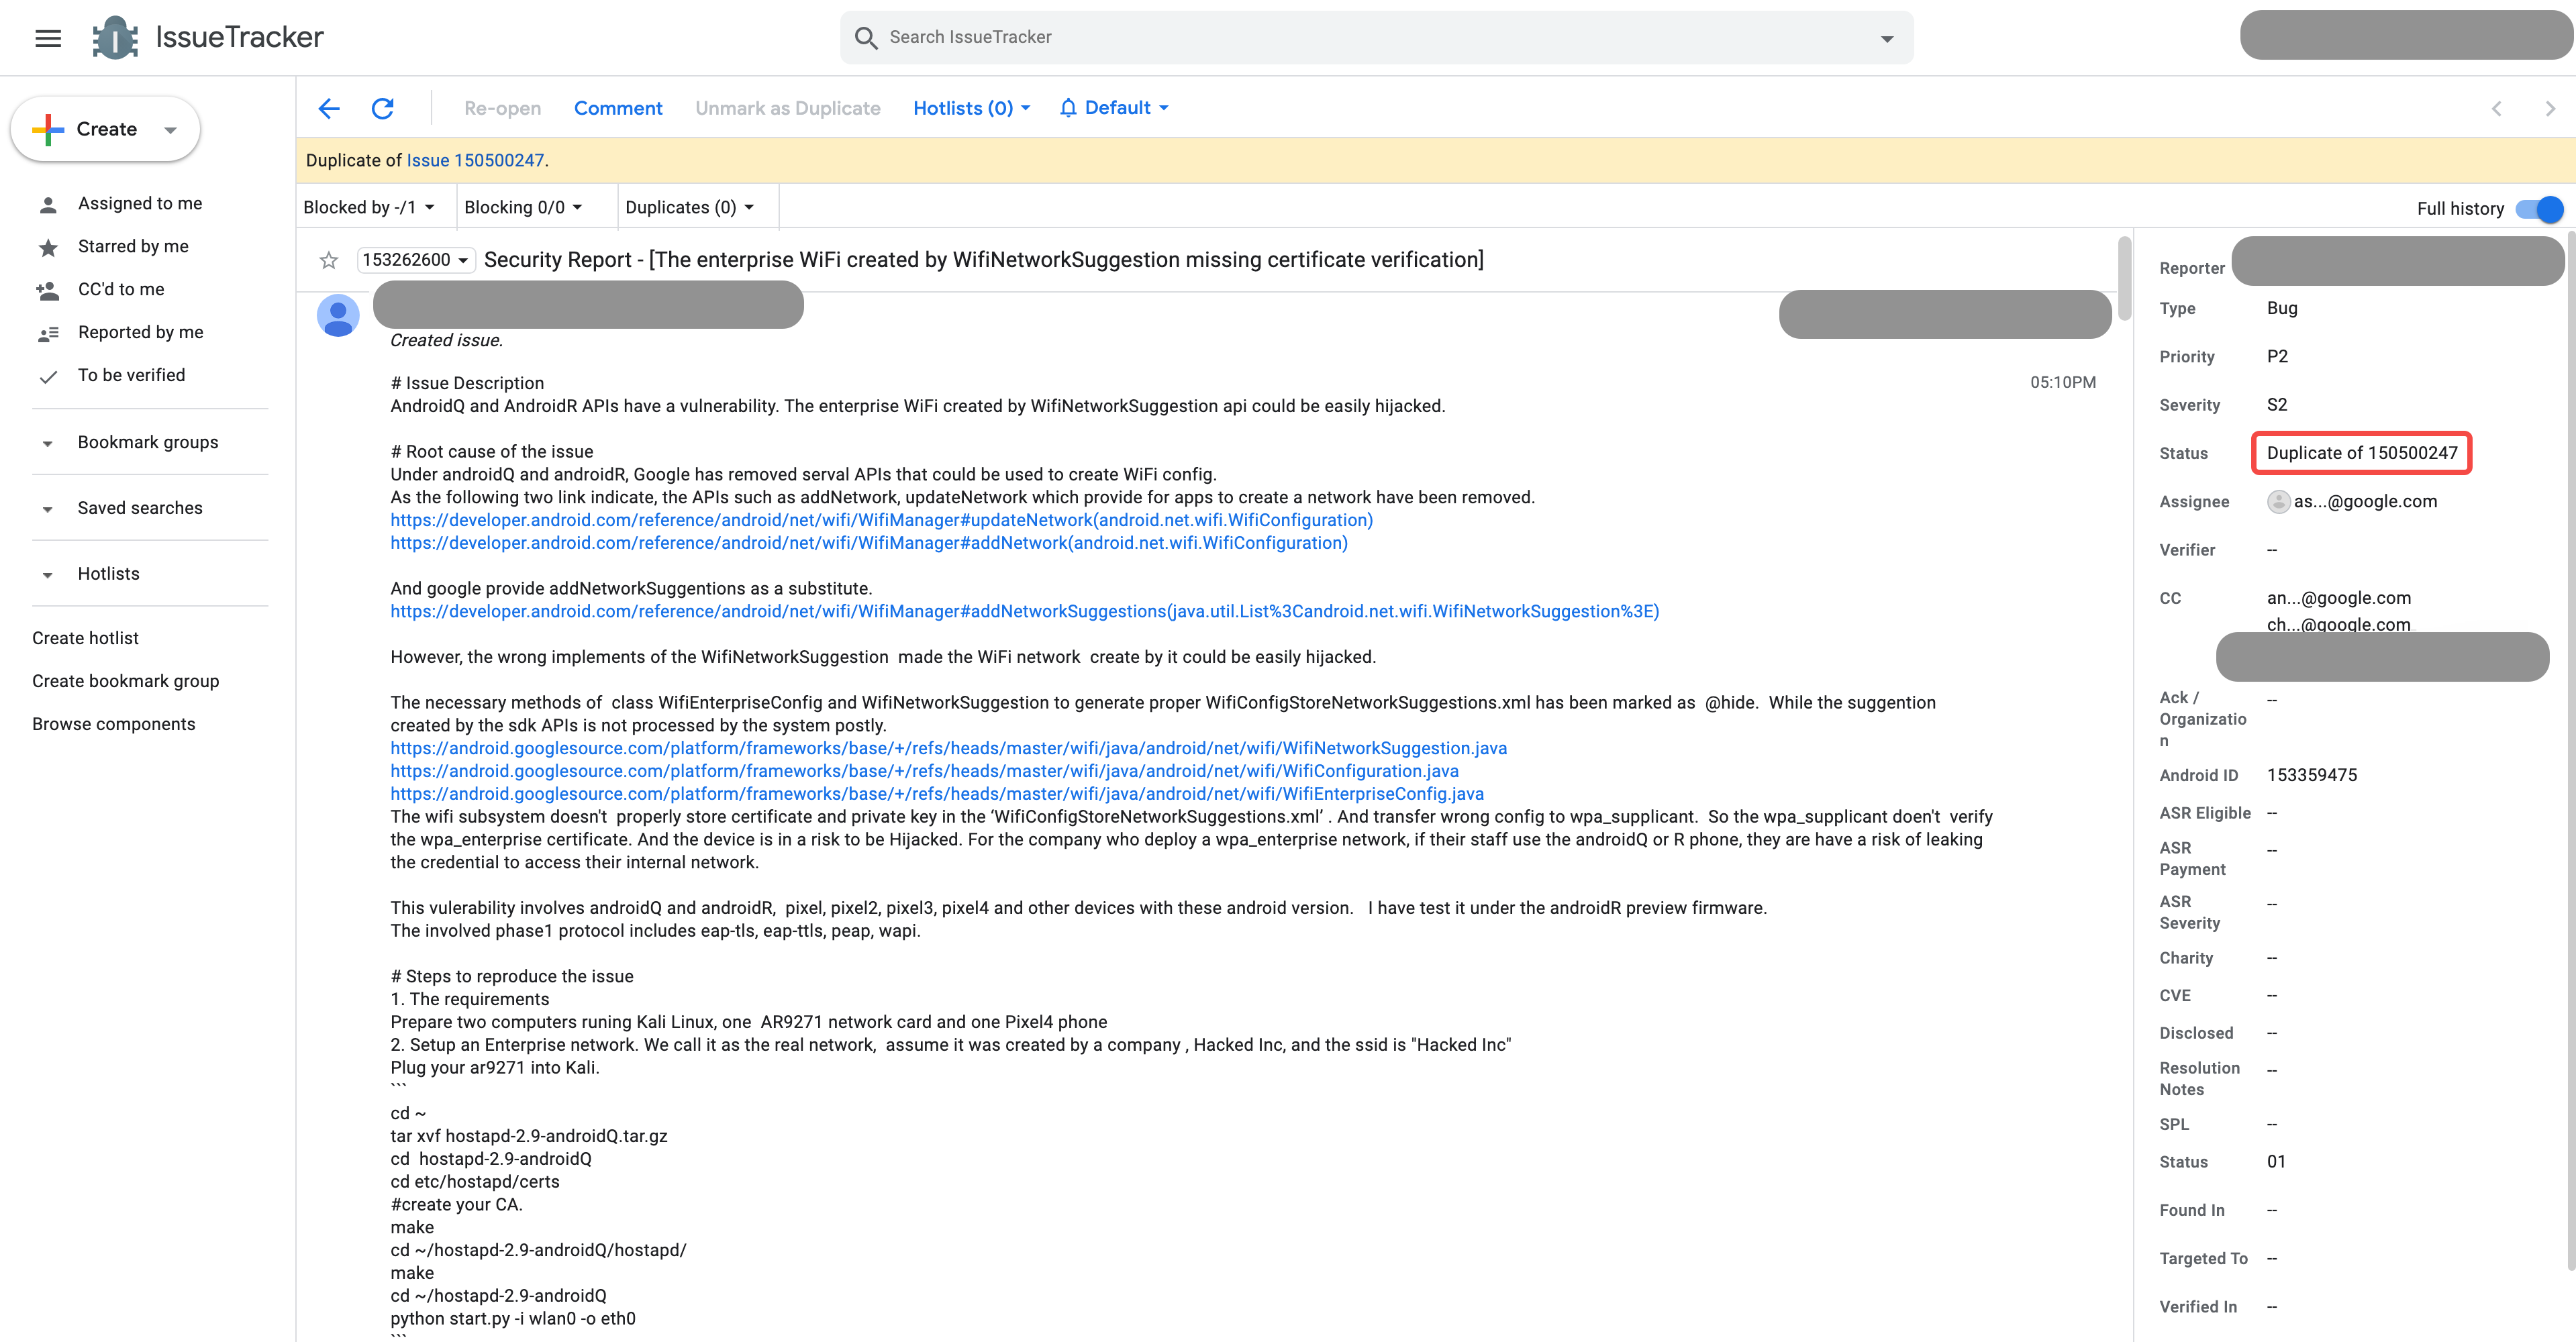 IssueTracker
Search IssueTracker
Create
Re-open Comment Unmark as Duplicate Hotlists (0) Default
Duplicate of Issue 150500247.
Blocked by -/1 Blocking 0/0 Duplicates (0) Full history
Assigned to me
Starred by me
CC'd to me
Reported by me
To be verified
Bookmark groups
Saved searches
Hotlists
Create hotlist
Create bookmark group
Browse components
153262600 Security Report - [The enterprise WiFi created by WifiNetworkSuggestion missing certificate verification]
Created issue.
05:10PM
# Issue Description
AndroidQ and AndroidR APIs have a vulnerability. The enterprise WiFi created by WifiNetworkSuggestion api could be easily hijacked.
# Root cause of the issue
Under androidQ and androidR, Google has removed serval APIs that could be used to create WiFi config.
As the following two link indicate, the APIs such as addNetwork, updateNetwork which provide for apps to create a network have been removed.
https://developer.android.com/reference/android/net/wifi/WifiManager#updateNetwork(android.net.wifi.WifiConfiguration)
https://developer.android.com/reference/android/net/wifi/WifiManager#addNetwork(android.net.wifi.WifiConfiguration)
And google provide addNetworkSuggentions as a substitute.
https://developer.android.com/reference/android/net/wifi/WifiManager#addNetworkSuggestions(java.util.List%3Candroid.net.wifi.WifiNetworkSuggestion%3E)
However, the wrong implements of the WifiNetworkSuggestion  made the WiFi network  create by it could be easily hijacked.
The necessary methods of  class WifiEnterpriseConfig and WifiNetworkSuggestion to generate proper WifiConfigStoreNetworkSuggestions.xml has been marked as  @hide.  While the suggention
created by the sdk APIs is not processed by the system postly.
https://android.googlesource.com/platform/frameworks/base/+/refs/heads/master/wifi/java/android/net/wifi/WifiNetworkSuggestion.java
https://android.googlesource.com/platform/frameworks/base/+/refs/heads/master/wifi/java/android/net/wifi/WifiConfiguration.java
https://android.googlesource.com/platform/frameworks/base/+/refs/heads/master/wifi/java/android/net/wifi/WifiEnterpriseConfig.java
The wifi subsystem doesn't  properly store certificate and private key in the ‘WifiConfigStoreNetworkSuggestions.xml’ . And transfer wrong config to wpa_supplicant.  So the wpa_supplicant doen't  verify
the wpa_enterprise certificate. And the device is in a risk to be Hijacked. For the company who deploy a wpa_enterprise network, if their staff use the androidQ or R phone, they are have a risk of leaking
the credential to access their internal network.
This vulerability involves androidQ and androidR,  pixel, pixel2, pixel3, pixel4 and other devices with these android version.   I have test it under the androidR preview firmware.
The involved phase1 protocol includes eap-tls, eap-ttls, peap, wapi.
# Steps to reproduce the issue
1. The requirements
Prepare two computers runing Kali Linux, one  AR9271 network card and one Pixel4 phone
2. Setup an Enterprise network. We call it as the real network,  assume it was created by a company , Hacked Inc, and the ssid is "Hacked Inc"
Plug your ar9271 into Kali.
```
cd ~
tar xvf hostapd-2.9-androidQ.tar.gz
cd  hostapd-2.9-androidQ
cd etc/hostapd/certs
#create your CA.
make
cd ~/hostapd-2.9-androidQ/hostapd/
make
cd ~/hostapd-2.9-androidQ
python start.py -i wlan0 -o eth0
```
Reporter
Type Bug
Priority P2
Severity S2
Status Duplicate of 150500247
Assignee as...@google.com
Verifier --
CC an...@google.com
ch...@google.com
Ack / --
Organizatio
n
Android ID 153359475
ASR Eligible --
ASR --
Payment
ASR --
Severity
Charity --
CVE --
Disclosed --
Resolution --
Notes
SPL --
Status 01
Found In --
Targeted To --
Verified In --